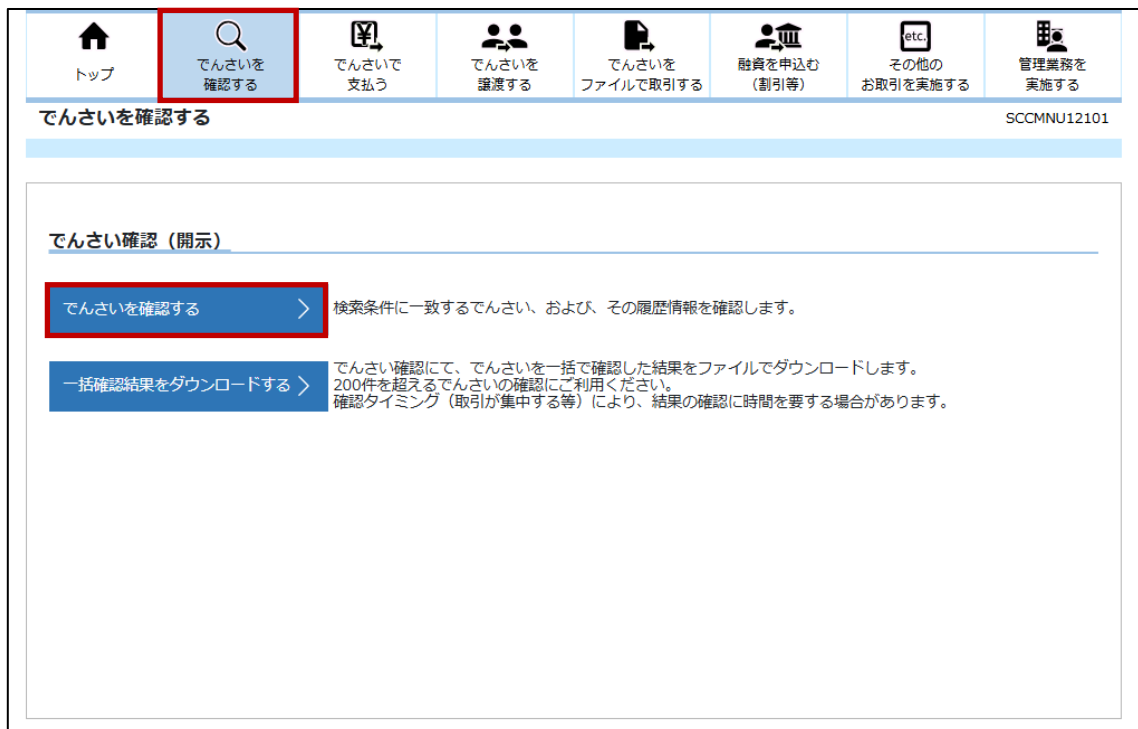 トップ
でんさいを
確認する
でんさいで
支払う
でんさいを
譲渡する
でんさいを
ファイルで取引する
融資を申込む
（割引等）
etc.
その他の
お取引を実施する
管理業務を
実施する
でんさいを確認する
SCCMNU12101
でんさい確認（開示）
でんさいを確認する
検索条件に一致するでんさい、および、その履歴情報を確認します。
一括確認結果をダウンロードする
でんさい確認にて、でんさいを一括で確認した結果をファイルでダウンロードします。
200件を超えるでんさいの確認にご利用ください。
確認タイミング（取引が集中する等）により、結果の確認に時間を要する場合があります。